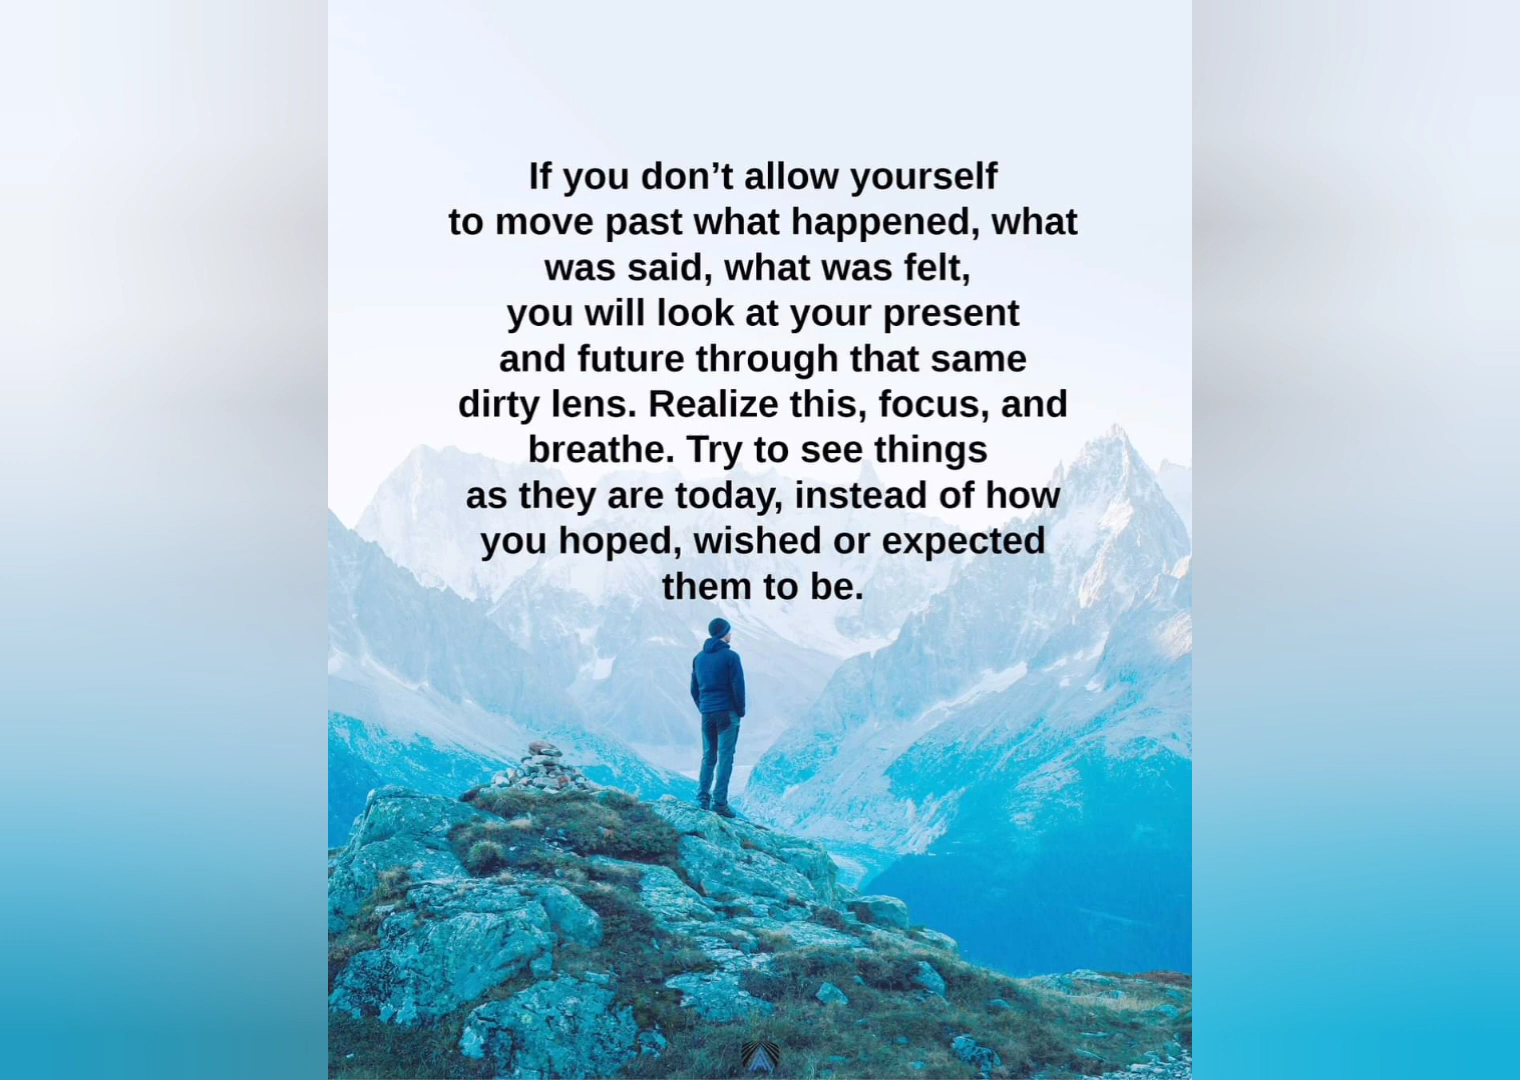 If you don’t allow yourself
to move past what happened, what
was said, what was felt,
you will look at your present
and future through that same
dirty lens. Realize this, focus, and
breathe. Try to see things
as they are today, instead of how
you hoped, wished or expected
them to be.